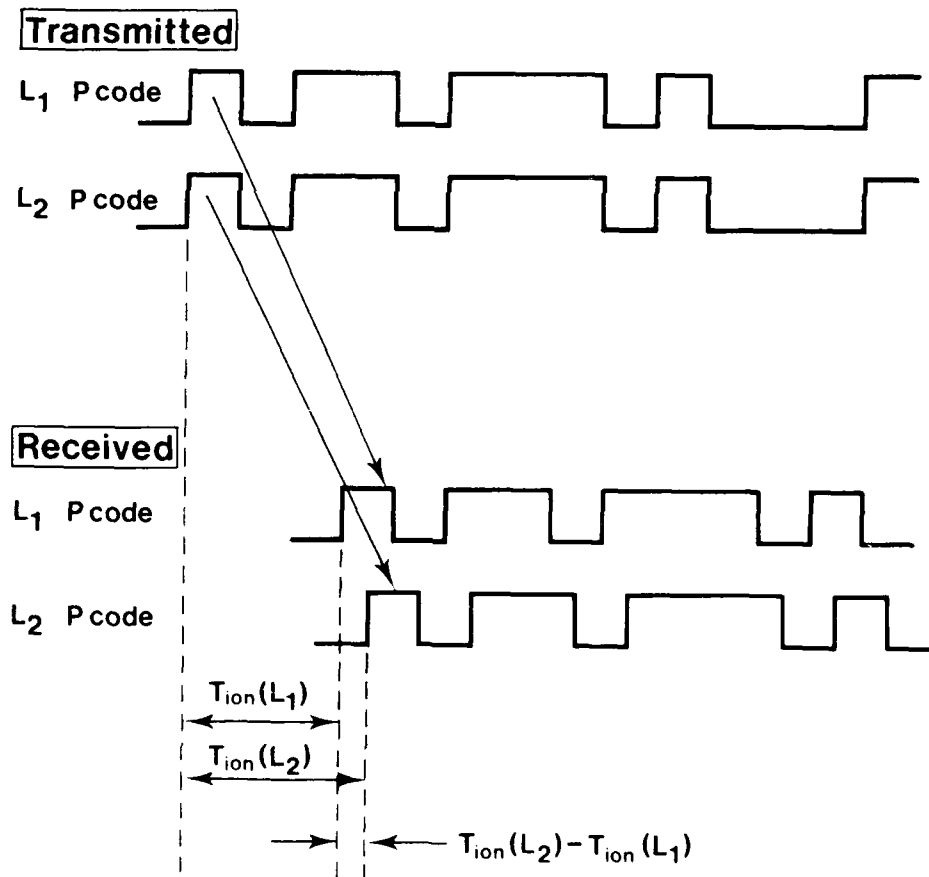 Transmitted
L₁ P code
L₂ P code
Received
L₁ P code
L₂ P code
Tᵢₒₙ(L₁)
Tᵢₒₙ(L₂)
Tᵢₒₙ(L₂) − Tᵢₒₙ(L₁)